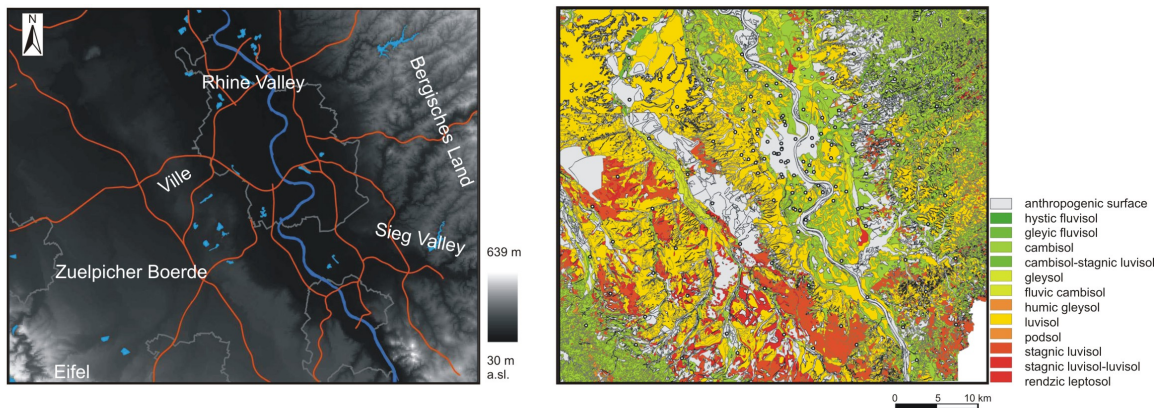 N
Rhine Valley
Bergisches Land
Ville
Sieg Valley
Zuelpicher Boerde
Eifel
639 m
30 m
a.sl.
anthropogenic surface
hystic fluvisol
gleyic fluvisol
cambisol
cambisol-stagnic luvisol
gleysol
fluvic cambisol
humic gleysol
luvisol
podsol
stagnic luvisol
stagnic luvisol-luvisol
rendzic leptosol
0 5 10 km